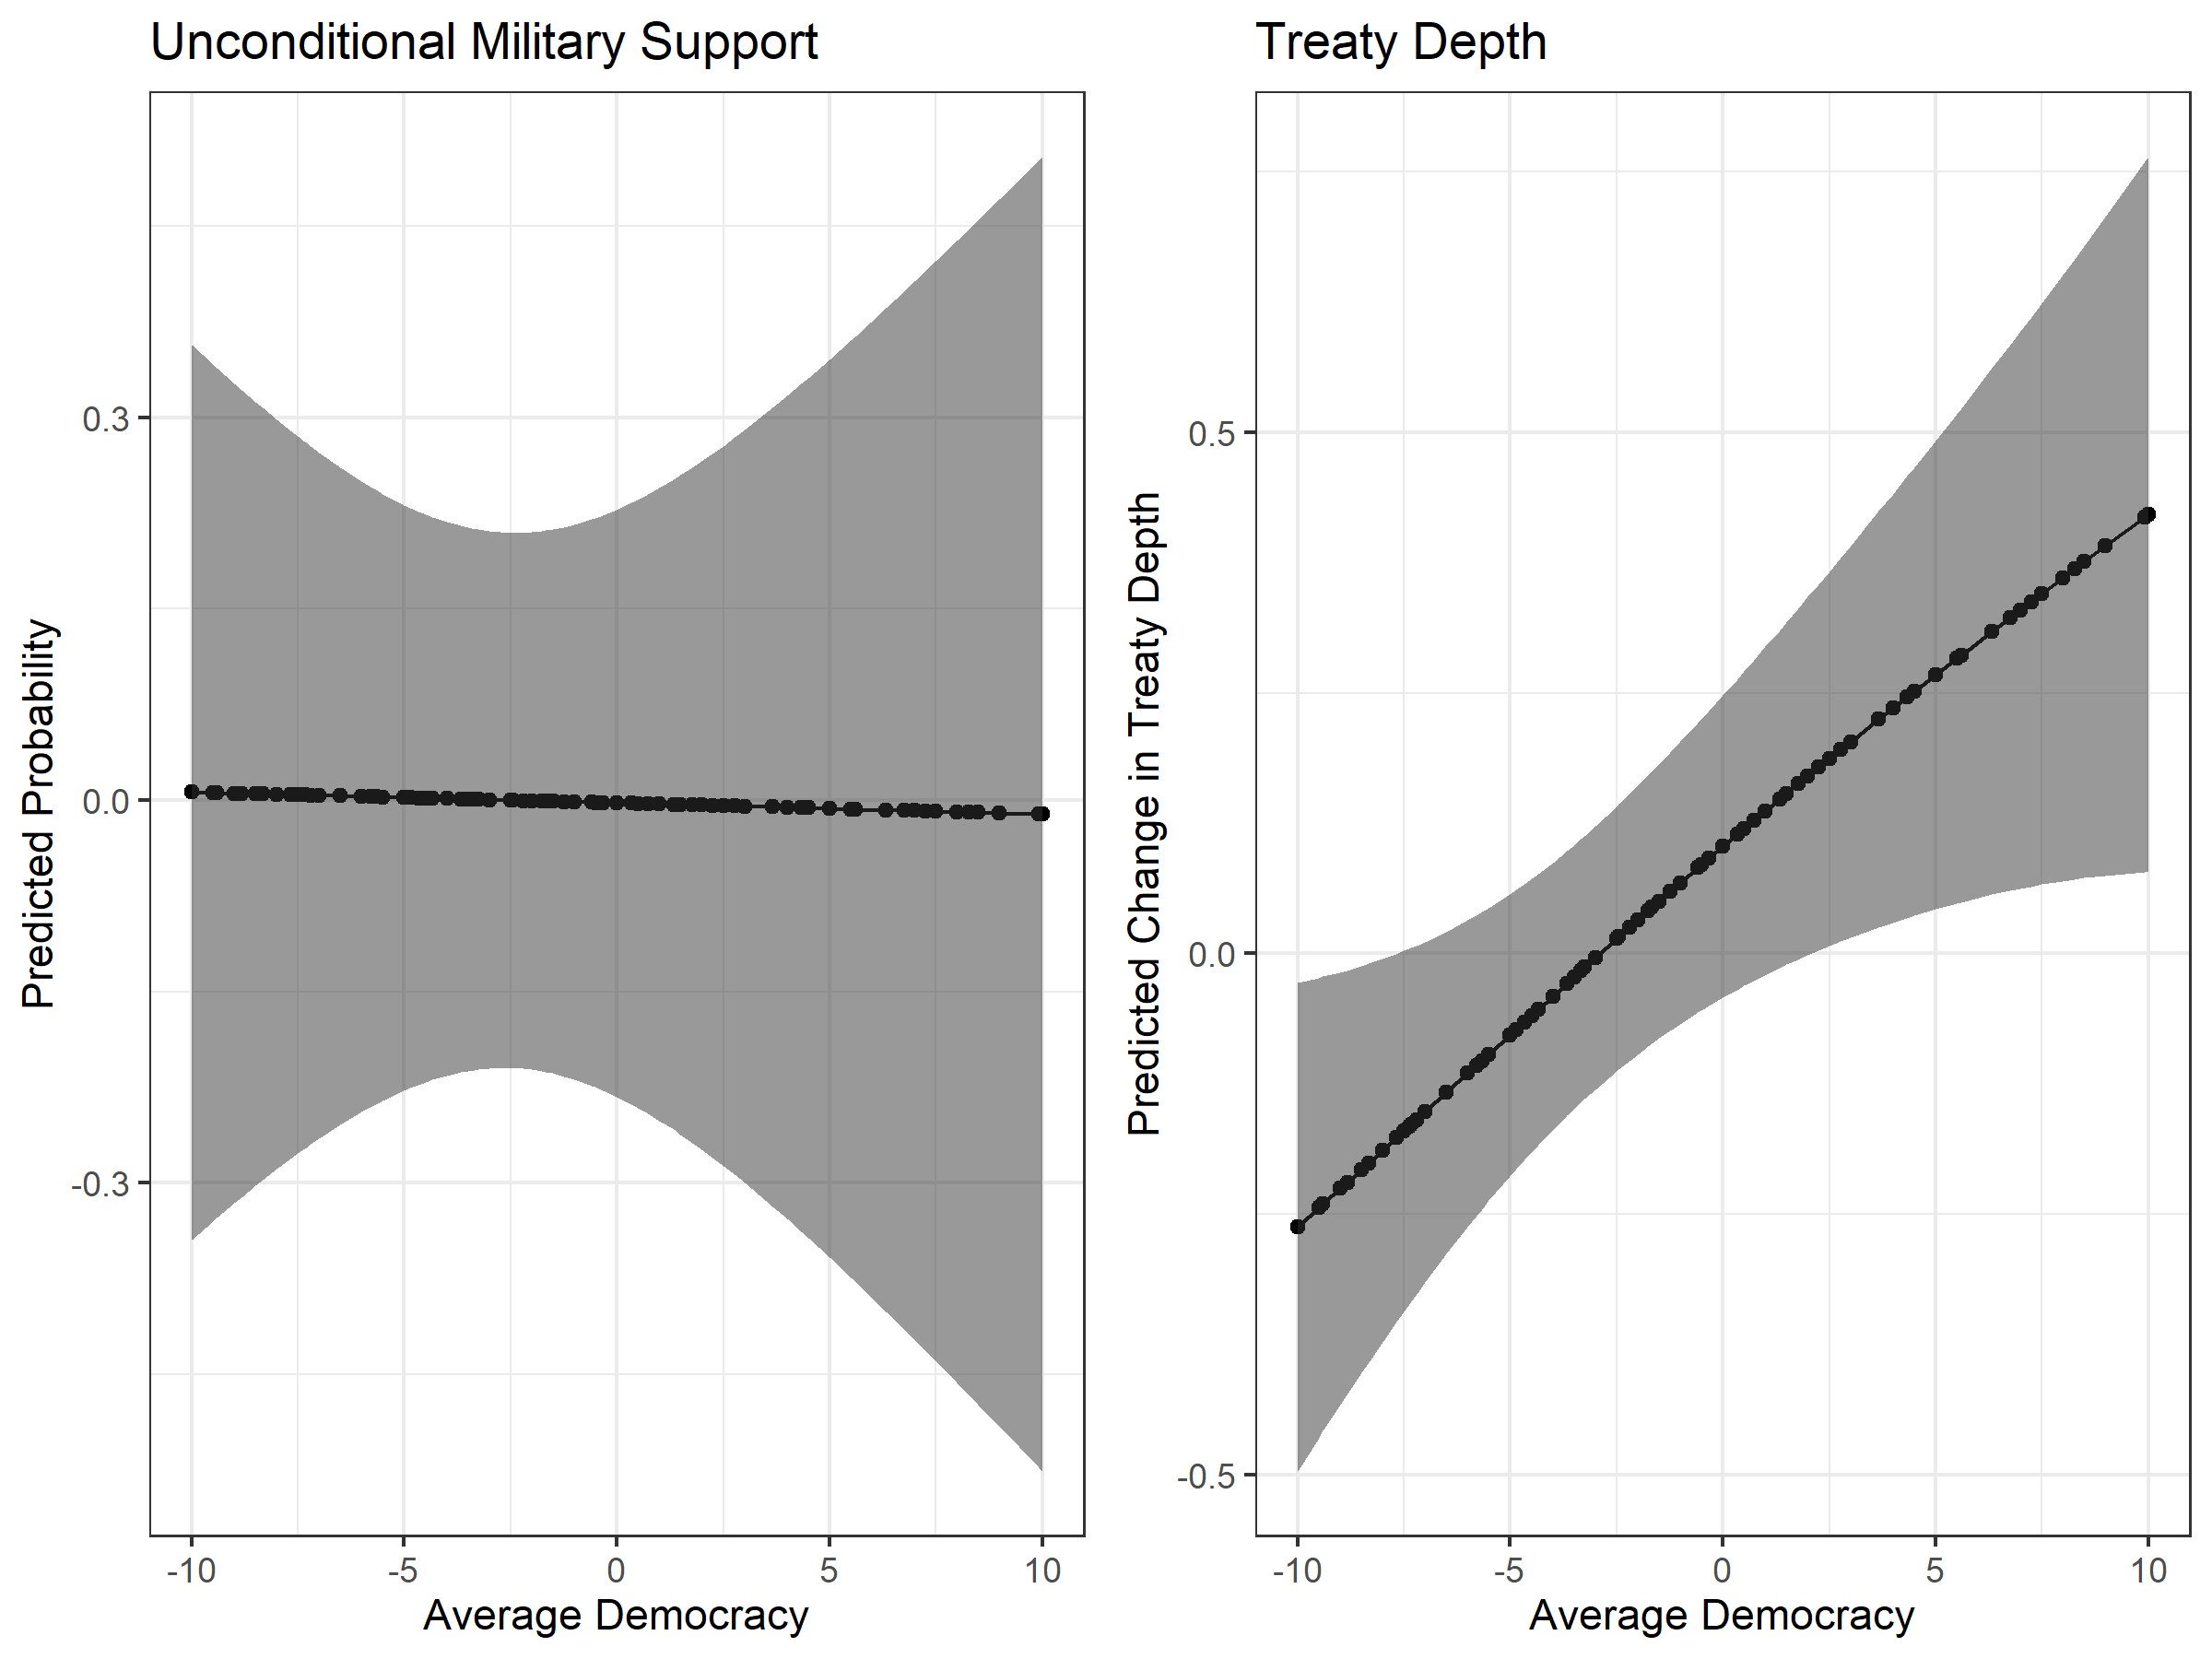 Unconditional Military Support
Predicted Probability
0.3
0.0
-0.3
-10 -5 0 5 10
Average Democracy
Treaty Depth
Predicted Change in Treaty Depth
0.5
0.0
-0.5
-10 -5 0 5 10
Average Democracy